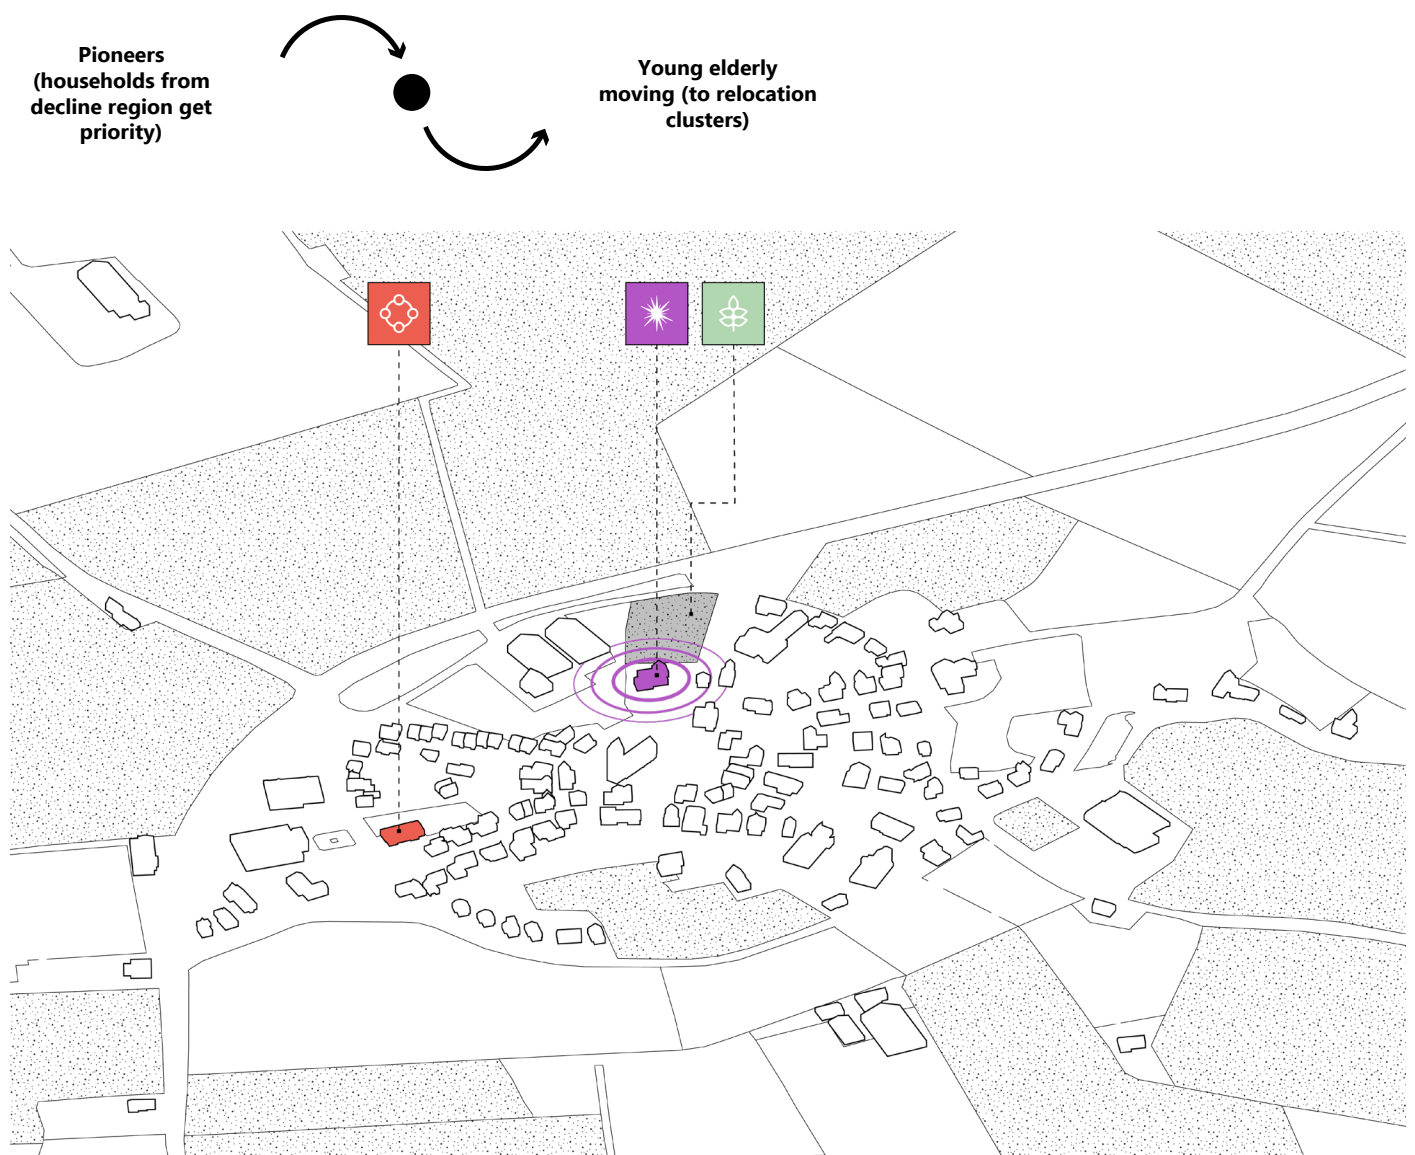 Pioneers
(households from
decline region get
priority)
Young elderly
moving (to relocation
clusters)